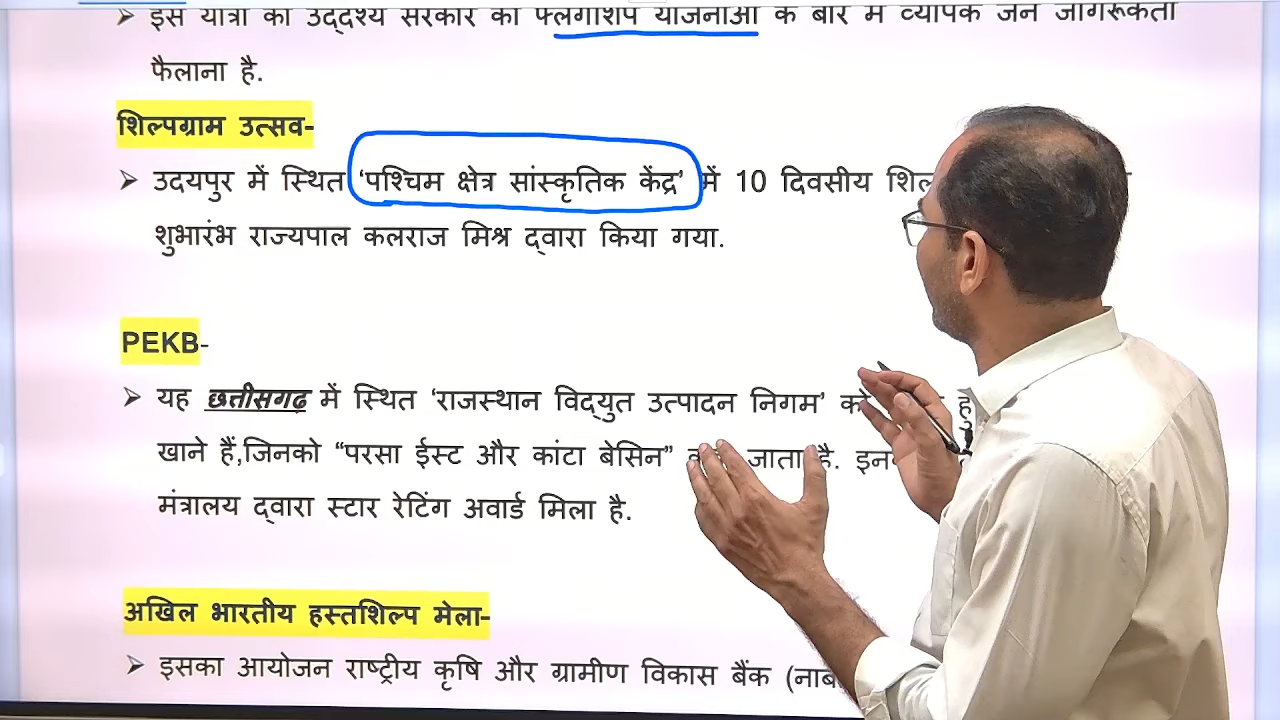 इस यात्रा का उद्देश्य सरकार की फ्लैगशिप योजनाओं के बारे में व्यापक जन जागरूकता
फैलाना है.
शिल्पग्राम उत्सव-
उदयपुर में स्थित ‘पश्चिम क्षेत्र सांस्कृतिक केंद्र’ में 10 दिवसीय
शुभारंभ राज्यपाल कलराज मिश्र द्वारा किया गया.
PEKB-
यह छत्तीसगढ़ में स्थित ‘राजस्थान विद्युत उत्पादन निगम’ को
खाने हैं,जिनको “परसा ईस्ट और कांटा बेसिन” जाता है.
मंत्रालय द्वारा स्टार रेटिंग अवार्ड मिला है.
अखिल भारतीय हस्तशिल्प मेला-
इसका आयोजन राष्ट्रीय कृषि और ग्रामीण विकास बैंक